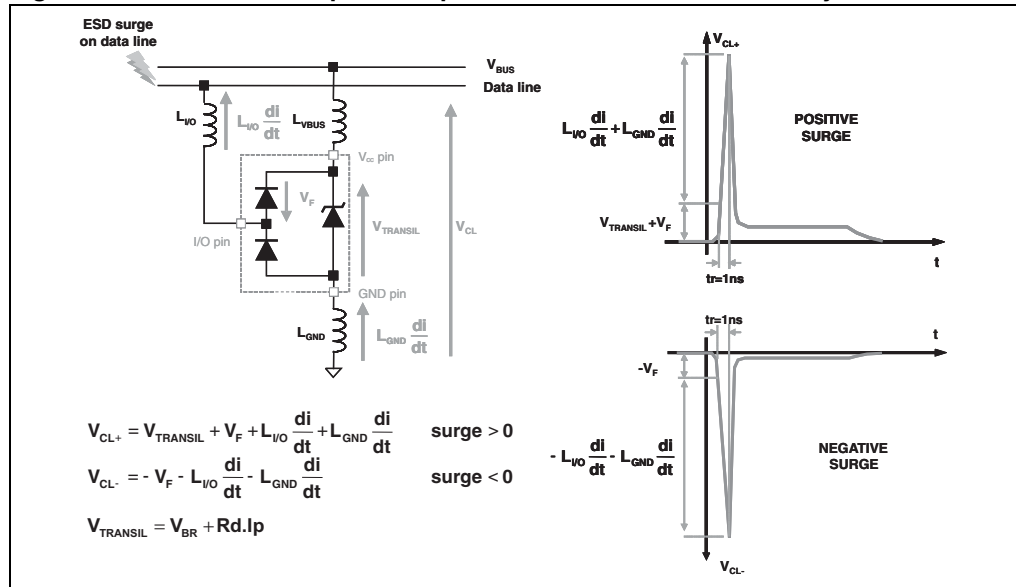 ESD surge
on data line
V_BUS
Data line
L_I/O
L_I/O di/dt
L_VBUS
V_cc pin
V_F
V_TRANSIL
V_CL
I/O pin
GND pin
L_GND
L_GND di/dt
V_CL+ = V_TRANSIL + V_F + L_I/O di/dt + L_GND di/dt surge > 0
V_CL- = - V_F - L_I/O di/dt - L_GND di/dt surge < 0
V_TRANSIL = V_BR + Rd.Ip
V_CL+
L_I/O di/dt + L_GND di/dt
POSITIVE
SURGE
V_TRANSIL + V_F
t
tr=1ns
tr=1ns
t
-V_F
- L_I/O di/dt - L_GND di/dt
NEGATIVE
SURGE
V_CL-